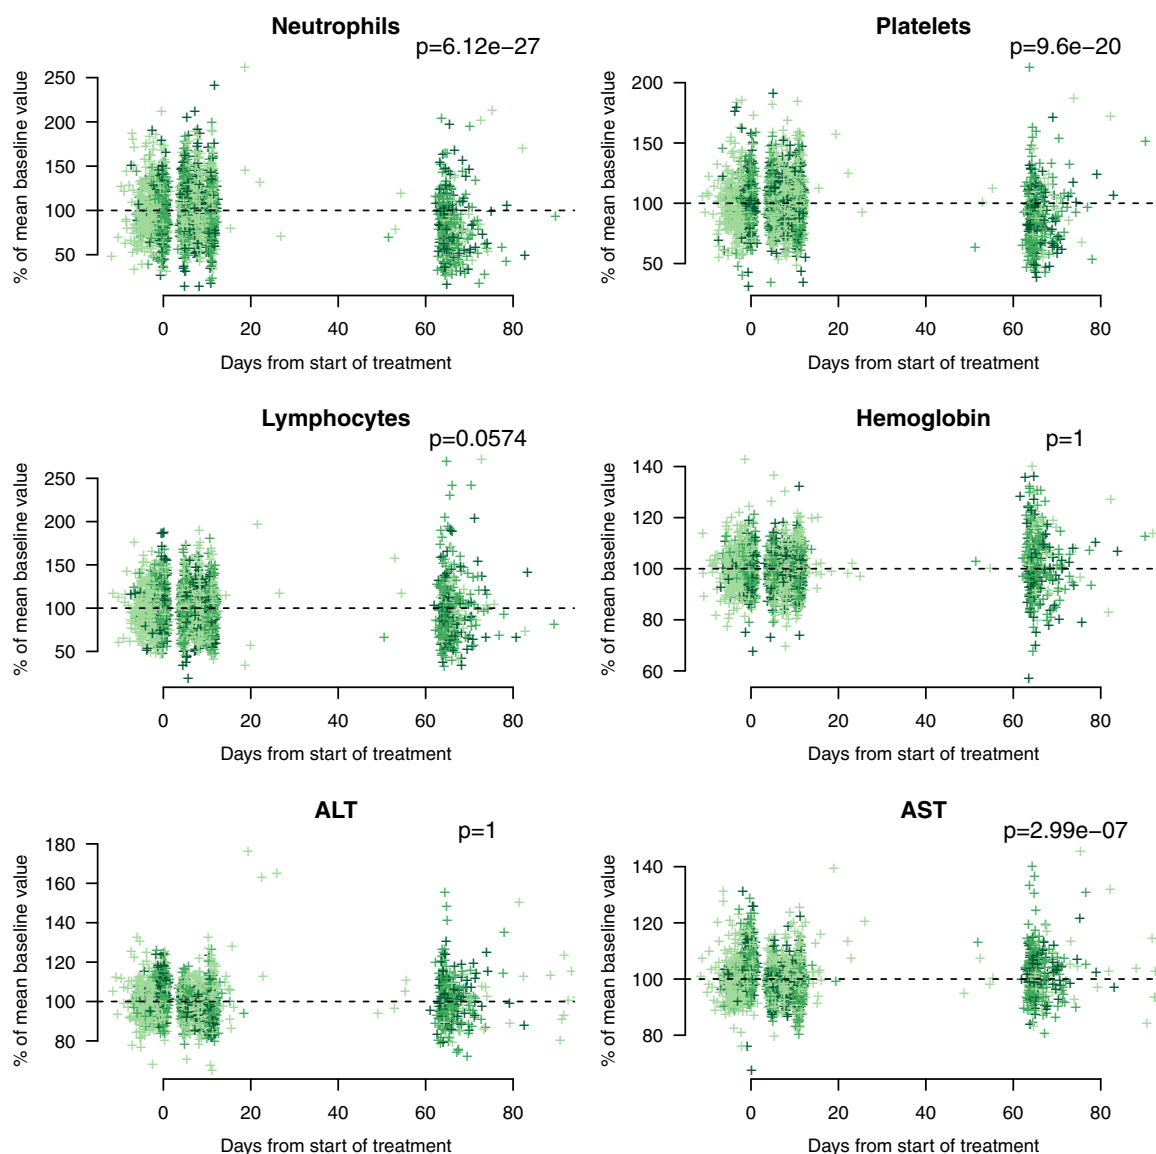 Neutrophils
p=6.12e−27
% of mean baseline value
250
200
150
100
50
0 20 40 60 80
Days from start of treatment
Platelets
p=9.6e−20
% of mean baseline value
200
150
100
50
0 20 40 60 80
Days from start of treatment
Lymphocytes
p=0.0574
% of mean baseline value
250
200
150
100
50
0 20 40 60 80
Days from start of treatment
Hemoglobin
p=1
% of mean baseline value
140
120
100
80
60
0 20 40 60 80
Days from start of treatment
ALT
p=1
% of mean baseline value
180
160
140
120
100
80
0 20 40 60 80
Days from start of treatment
AST
p=2.99e−07
% of mean baseline value
140
120
100
80
0 20 40 60 80
Days from start of treatment